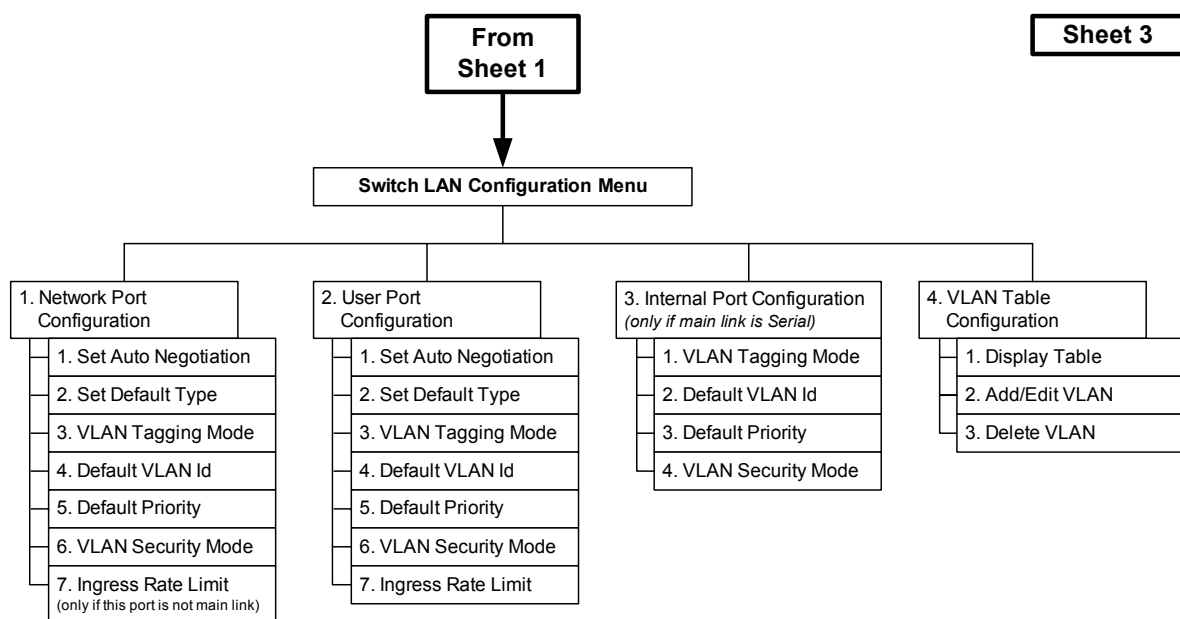 From
Sheet 1
Sheet 3
Switch LAN Configuration Menu
1. Network Port
Configuration
1. Set Auto Negotiation
2. Set Default Type
3. VLAN Tagging Mode
4. Default VLAN Id
5. Default Priority
6. VLAN Security Mode
7. Ingress Rate Limit
(only if this port is not main link)
2. User Port
Configuration
1. Set Auto Negotiation
2. Set Default Type
3. VLAN Tagging Mode
4. Default VLAN Id
5. Default Priority
6. VLAN Security Mode
7. Ingress Rate Limit
3. Internal Port Configuration
(only if main link is Serial)
1. VLAN Tagging Mode
2. Default VLAN Id
3. Default Priority
4. VLAN Security Mode
4. VLAN Table
Configuration
1. Display Table
2. Add/Edit VLAN
3. Delete VLAN